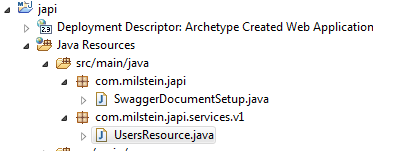 japi
Deployment Descriptor: Archetype Created Web Application
Java Resources
src/main/java
com.milstein.japi
SwaggerDocumentSetup.java
com.milstein.japi.services.v1
UsersResource.java